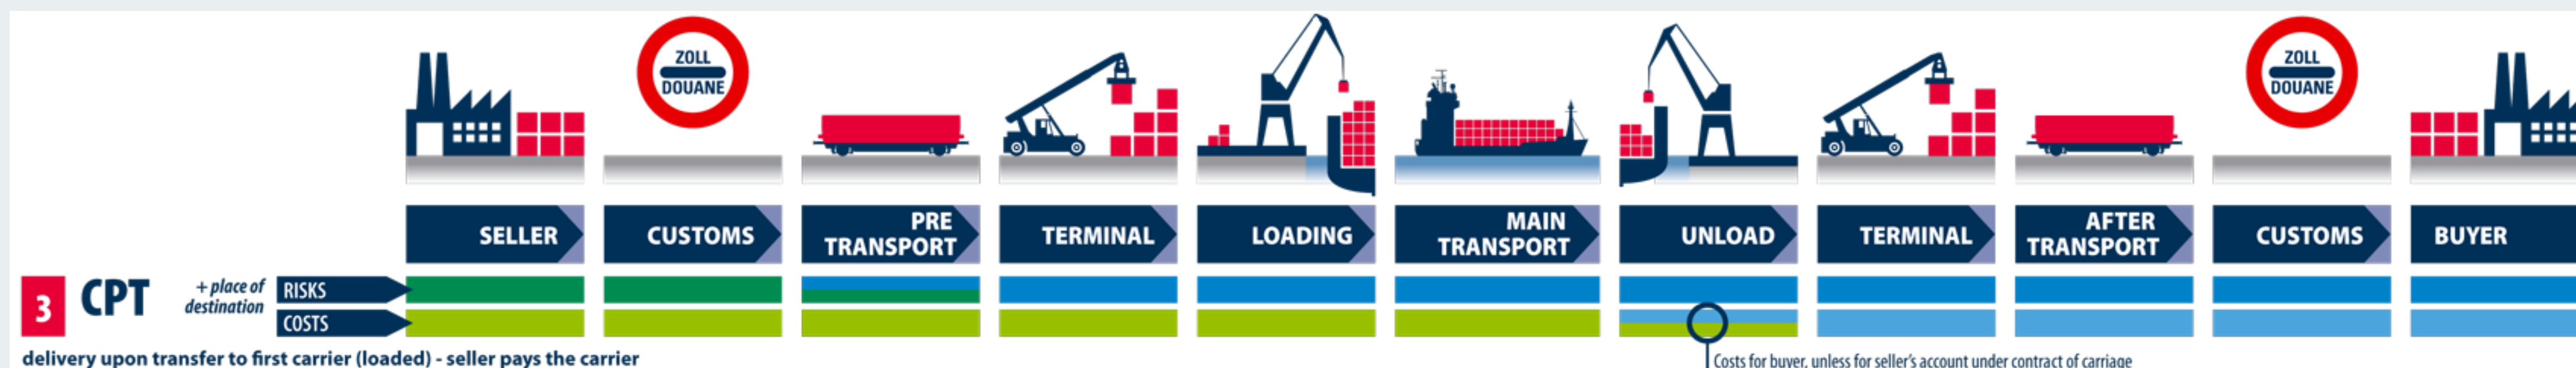 ZOLL
DOUANE
ZOLL
DOUANE
SELLER
CUSTOMS
PRE
TRANSPORT
TERMINAL
LOADING
MAIN
TRANSPORT
UNLOAD
TERMINAL
AFTER
TRANSPORT
CUSTOMS
BUYER
3 CPT
+ place of
destination
RISKS
COSTS
delivery upon transfer to first carrier (loaded) - seller pays the carrier
Costs for buyer, unless for seller's account under contract of carriage